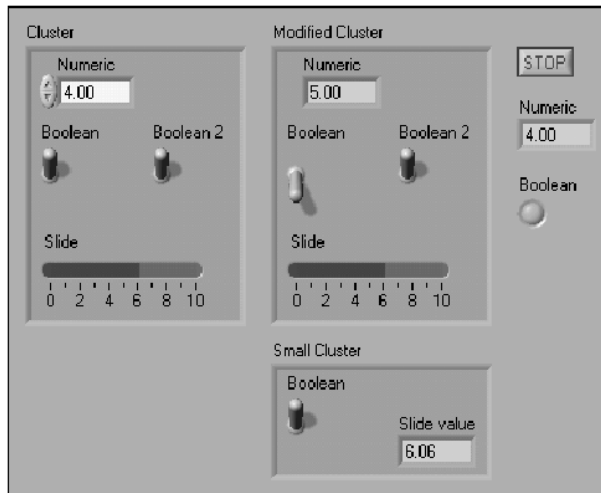 Cluster
Numeric
4.00
Boolean
Boolean 2
Slide
0 2 4 6 8 10
Modified Cluster
Numeric
5.00
Boolean
Boolean 2
Slide
0 2 4 6 8 10
STOP
Numeric
4.00
Boolean
Small Cluster
Boolean
Slide value
6.06